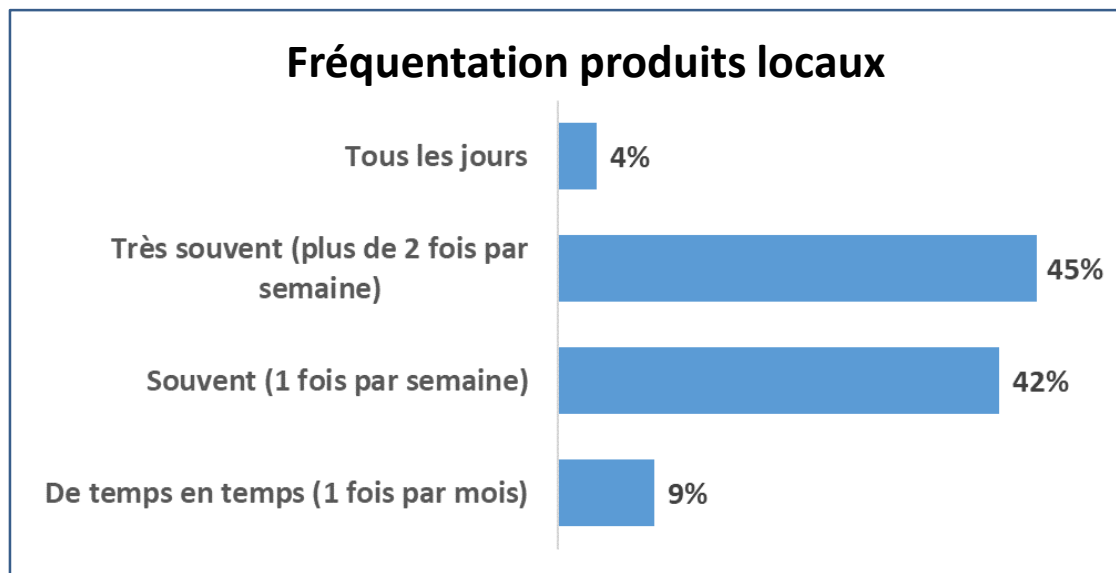 Fréquentation produits locaux
Tous les jours
4%
Très souvent (plus de 2 fois par
semaine)
45%
Souvent (1 fois par semaine)
42%
De temps en temps (1 fois par mois)
9%